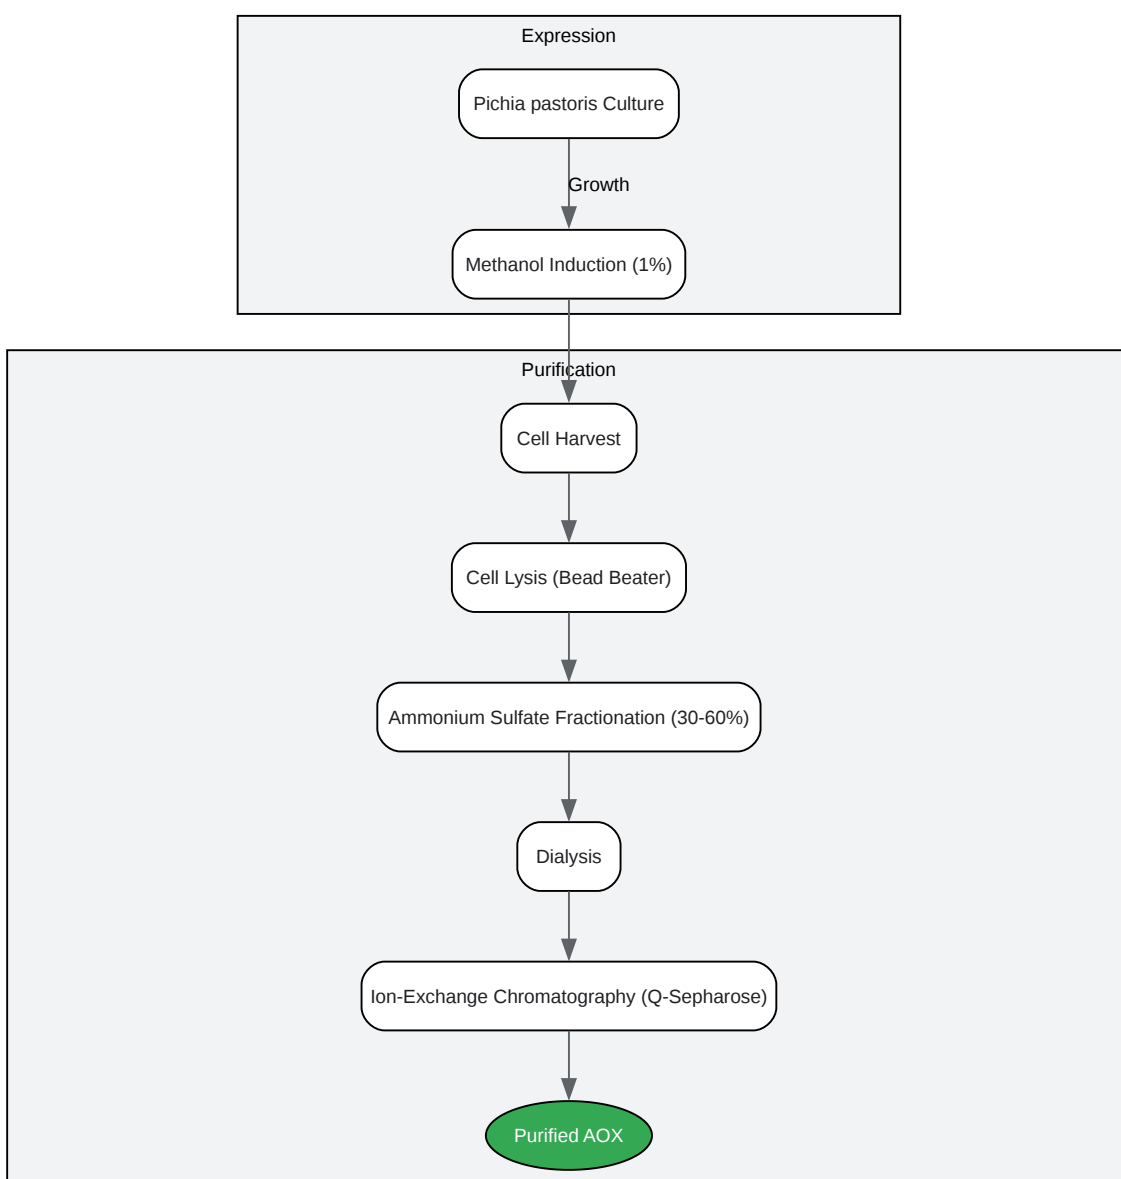 Expression
Pichia pastoris Culture
Growth
Methanol Induction (1%)
Purification
Cell Harvest
Cell Lysis (Bead Beater)
Ammonium Sulfate Fractionation (30-60%)
Dialysis
Ion-Exchange Chromatography (Q-Sepharose)
Purified AOX